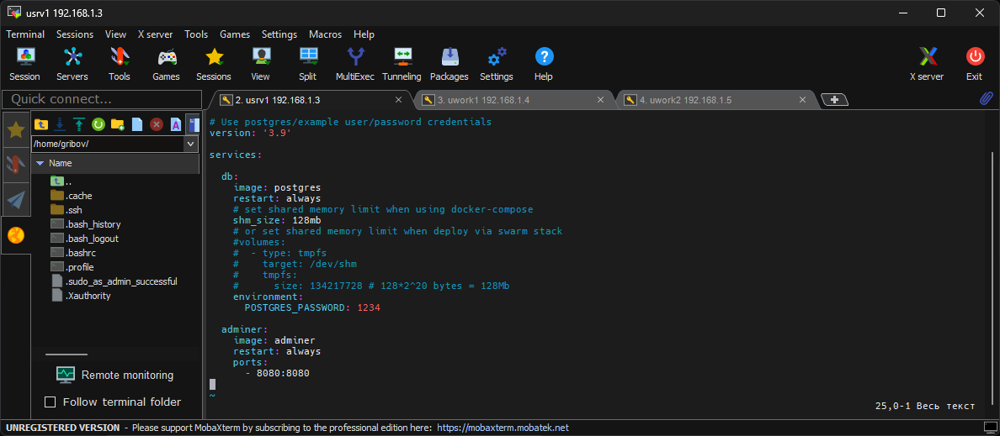 usrv1 192.168.1.3
Terminal Sessions View X server Tools Games Settings Macros Help
Session Servers Tools Games Sessions View Split MultiExec Tunneling Packages Settings Help X server Exit
Quick connect...
2. usrv1 192.168.1.3
3. uwork1 192.168.1.4
4. uwork2 192.168.1.5
/home/gribov/
Name
..
.cache
.ssh
.bash_history
.bash_logout
.bashrc
.profile
.sudo_as_admin_successful
.Xauthority
Remote monitoring
Follow terminal folder
# Use postgres/example user/password credentials
version: '3.9'
services:
  db:
    image: postgres
    restart: always
    # set shared memory limit when using docker-compose
    shm_size: 128mb
    # or set shared memory limit when deploy via swarm stack
    #volumes:
    #  - type: tmpfs
    #    target: /dev/shm
    #    tmpfs:
    #      size: 134217728 # 128*2^20 bytes = 128Mb
    environment:
      POSTGRES_PASSWORD: 1234
  adminer:
    image: adminer
    restart: always
    ports:
      - 8080:8080
~
25,0-1 Весь текст
UNREGISTERED VERSION - Please support MobaXterm by subscribing to the professional edition here: https://mobaxterm.mobatek.net